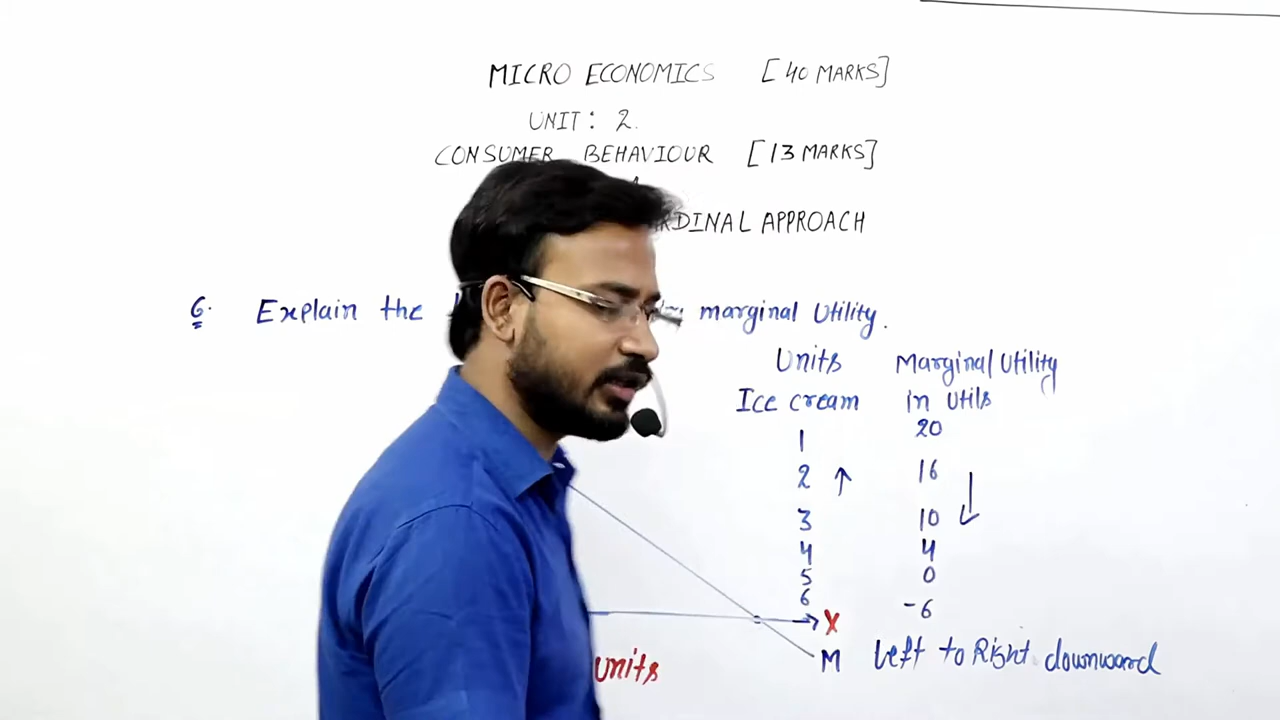 MICRO ECONOMICS [40 MARKS]
UNIT: 2.
CONSUMER BEHAVIOUR [13 MARKS]
RDINAL APPROACH
6. Explain the marginal Utility.
Units Marginal Utility
Ice cream in Utils
1 20
2 ↑ 16 ↓
3 10
4 4
5 0
6 -6
X
M Left to Right downward
units